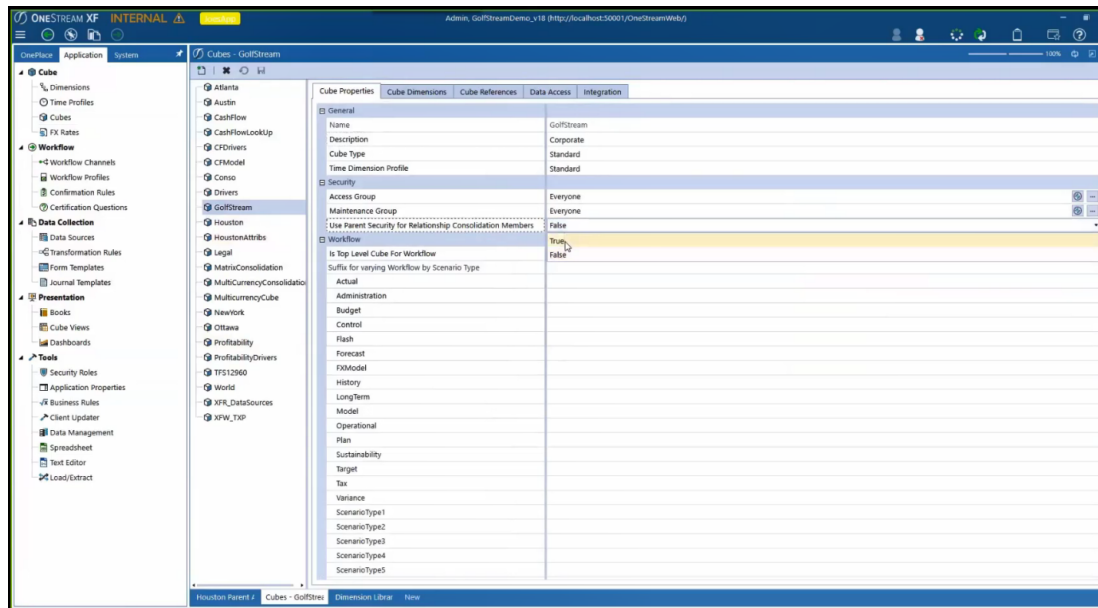 ONESTREAM XF INTERNAL
Admin, GolfStreamDemo_v18 (http://localhost:50001/OneStreamWeb/)
OnePlace Application System
Cubes - GolfStream
100%
Cube
Dimensions
Time Profiles
Cubes
FX Rates
Workflow
Workflow Channels
Workflow Profiles
Confirmation Rules
Certification Questions
Data Collection
Data Sources
Transformation Rules
Form Templates
Journal Templates
Presentation
Books
Cube Views
Dashboards
Tools
Security Roles
Application Properties
Business Rules
Client Updater
Data Management
Spreadsheet
Text Editor
Load/Extract
Atlanta
Austin
CashFlow
CashFlowLookUp
CFDrivers
CFModel
Conso
Drivers
GolfStream
Houston
HoustonAttribs
Legal
MatrixConsolidation
MultiCurrencyConsolidatio
MulticurrencyCube
NewYork
Ottawa
Profitability
ProfitabilityDrivers
TFS12960
World
XFR_DataSources
XFW_TXP
Cube Properties Cube Dimensions Cube References Data Access Integration
General
Name GolfStream
Description Corporate
Cube Type Standard
Time Dimension Profile Standard
Security
Access Group Everyone
Maintenance Group Everyone
Use Parent Security for Relationship Consolidation Members False
Workflow True
Is Top Level Cube For Workflow False
Suffix for varying Workflow by Scenario Type
Actual
Administration
Budget
Control
Flash
Forecast
FXModel
History
LongTerm
Model
Operational
Plan
Sustainability
Target
Tax
Variance
ScenarioType1
ScenarioType2
ScenarioType3
ScenarioType4
ScenarioType5
Houston Parent A Cubes - GolfStrea Dimension Librar New